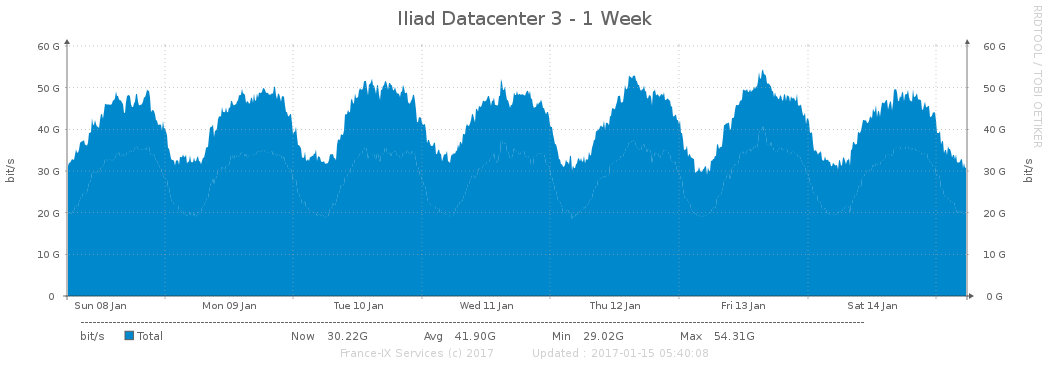 Iliad Datacenter 3 - 1 Week
RRDTOOL / TOBI OETIKER
60 G 60 G
50 G 50 G
40 G 40 G
30 G 30 G
20 G 20 G
10 G 10 G
0 0 G
bit/s bit/s
Sun 08 Jan Mon 09 Jan Tue 10 Jan Wed 11 Jan Thu 12 Jan Fri 13 Jan Sat 14 Jan
bit/s Total Now 30.22G Avg 41.90G Min 29.02G Max 54.31G
France-IX Services (c) 2017 Updated : 2017-01-15 05:40:08